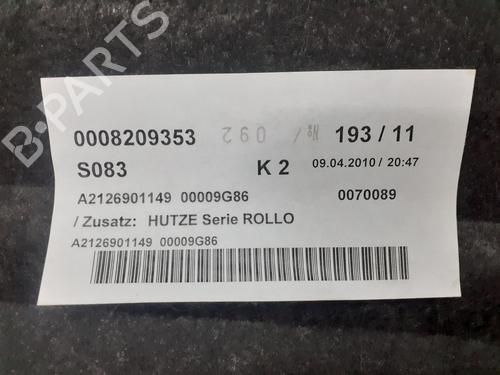 0008209353 193 / 11
S083 K 2 09.04.2010 / 20:47
A2126901149 00009G86 0070089
/ Zusatz: HUTZE Serie ROLLO
A2126901149 00009G86
B-PARTS